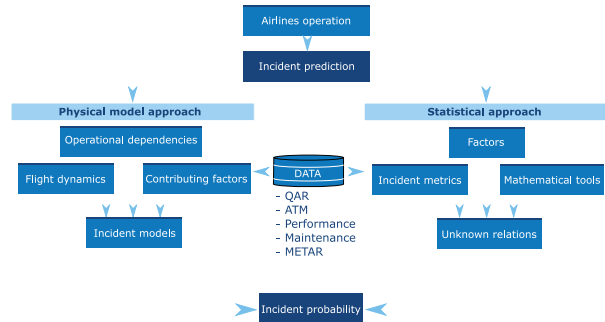 Airlines operation
Incident prediction
Physical model approach
Operational dependencies
Flight dynamics
Contributing factors
Incident models
DATA
- QAR
- ATM
- Performance
- Maintenance
- METAR
Statistical approach
Factors
Incident metrics
Mathematical tools
Unknown relations
Incident probability